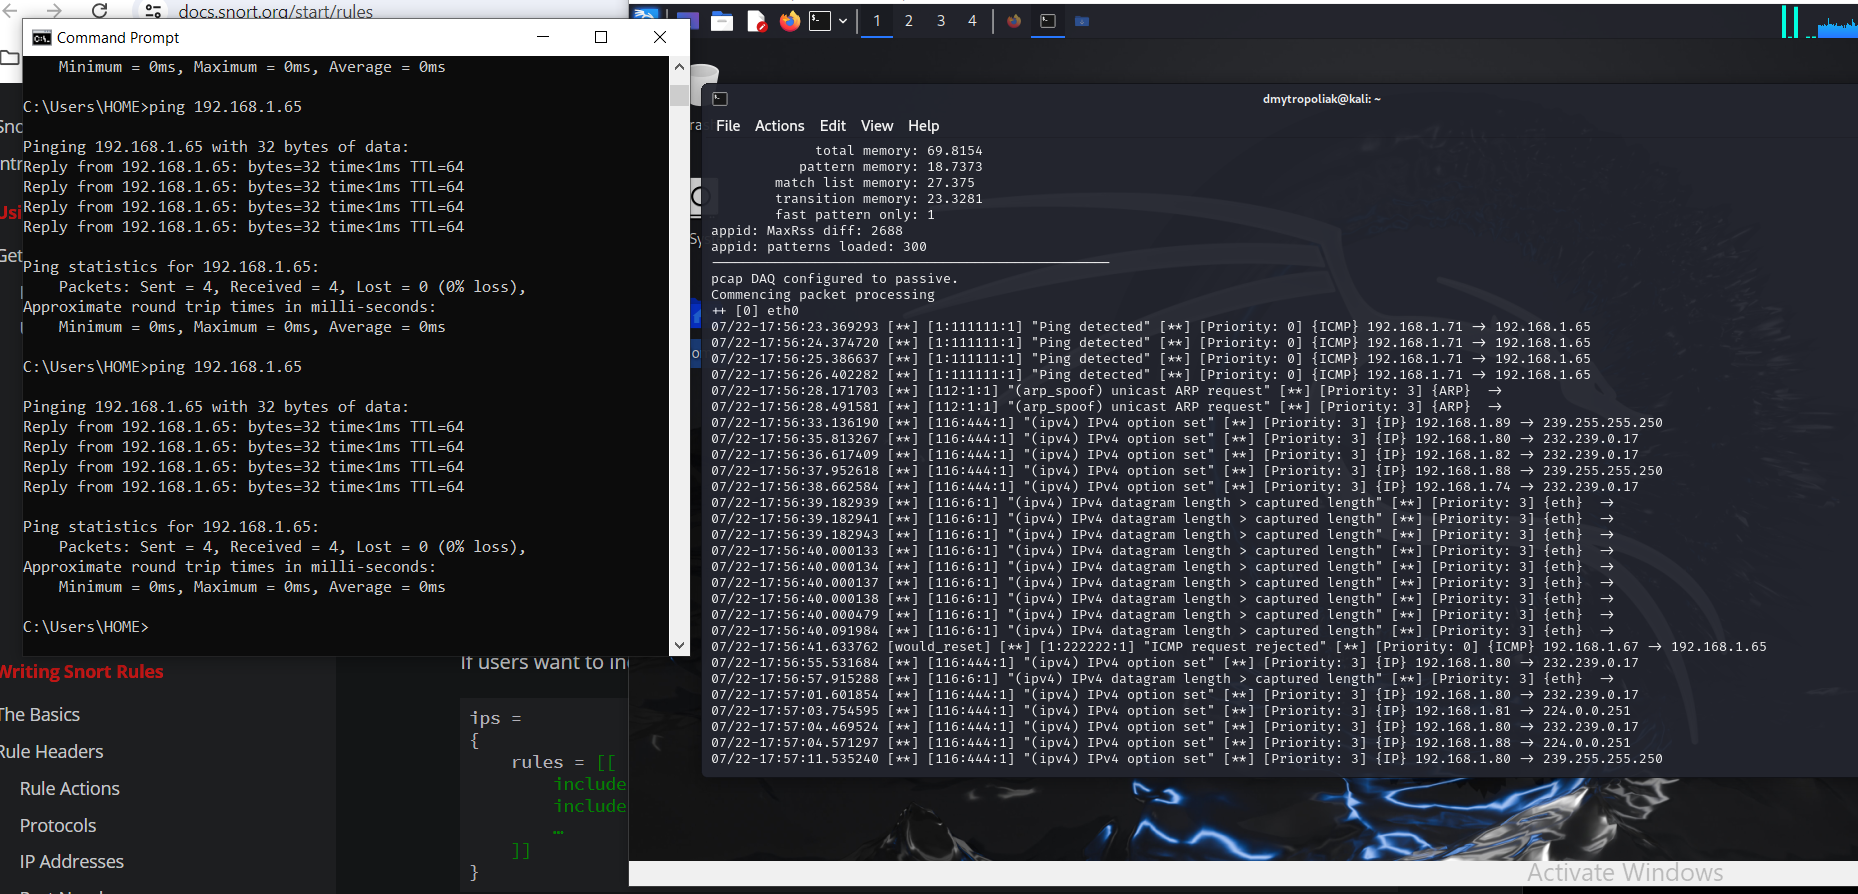 docs.snort.org/start/rules
Command Prompt
Minimum = 0ms, Maximum = 0ms, Average = 0ms
C:\Users\HOME>ping 192.168.1.65
Pinging 192.168.1.65 with 32 bytes of data:
Reply from 192.168.1.65: bytes=32 time<1ms TTL=64
Reply from 192.168.1.65: bytes=32 time<1ms TTL=64
Reply from 192.168.1.65: bytes=32 time<1ms TTL=64
Reply from 192.168.1.65: bytes=32 time<1ms TTL=64
Ping statistics for 192.168.1.65:
Packets: Sent = 4, Received = 4, Lost = 0 (0% loss),
Approximate round trip times in milli-seconds:
Minimum = 0ms, Maximum = 0ms, Average = 0ms
C:\Users\HOME>ping 192.168.1.65
Pinging 192.168.1.65 with 32 bytes of data:
Reply from 192.168.1.65: bytes=32 time<1ms TTL=64
Reply from 192.168.1.65: bytes=32 time<1ms TTL=64
Reply from 192.168.1.65: bytes=32 time<1ms TTL=64
Reply from 192.168.1.65: bytes=32 time<1ms TTL=64
Ping statistics for 192.168.1.65:
Packets: Sent = 4, Received = 4, Lost = 0 (0% loss),
Approximate round trip times in milli-seconds:
Minimum = 0ms, Maximum = 0ms, Average = 0ms
C:\Users\HOME>
Writing Snort Rules
The Basics
Rule Headers
Rule Actions
Protocols
IP Addresses
If users want to in
ips =
{
rules = [[
include
include
…
]]
}
1 2 3 4
dmytropoliak@kali: ~
File Actions Edit View Help
total memory: 69.8154
pattern memory: 18.7373
match list memory: 27.375
transition memory: 23.3281
fast pattern only: 1
appid: MaxRss diff: 2688
appid: patterns loaded: 300
pcap DAQ configured to passive.
Commencing packet processing
++ [0] eth0
07/22-17:56:23.369293 [**] [1:111111:1] "Ping detected" [**] [Priority: 0] {ICMP} 192.168.1.71 → 192.168.1.65
07/22-17:56:24.374720 [**] [1:111111:1] "Ping detected" [**] [Priority: 0] {ICMP} 192.168.1.71 → 192.168.1.65
07/22-17:56:25.386637 [**] [1:111111:1] "Ping detected" [**] [Priority: 0] {ICMP} 192.168.1.71 → 192.168.1.65
07/22-17:56:26.402282 [**] [1:111111:1] "Ping detected" [**] [Priority: 0] {ICMP} 192.168.1.71 → 192.168.1.65
07/22-17:56:28.171703 [**] [112:1:1] "(arp_spoof) unicast ARP request" [**] [Priority: 3] {ARP} →
07/22-17:56:28.491581 [**] [112:1:1] "(arp_spoof) unicast ARP request" [**] [Priority: 3] {ARP} →
07/22-17:56:33.136190 [**] [116:444:1] "(ipv4) IPv4 option set" [**] [Priority: 3] {IP} 192.168.1.89 → 239.255.255.250
07/22-17:56:35.813267 [**] [116:444:1] "(ipv4) IPv4 option set" [**] [Priority: 3] {IP} 192.168.1.80 → 232.239.0.17
07/22-17:56:36.617409 [**] [116:444:1] "(ipv4) IPv4 option set" [**] [Priority: 3] {IP} 192.168.1.82 → 232.239.0.17
07/22-17:56:37.952618 [**] [116:444:1] "(ipv4) IPv4 option set" [**] [Priority: 3] {IP} 192.168.1.88 → 239.255.255.250
07/22-17:56:38.662584 [**] [116:444:1] "(ipv4) IPv4 option set" [**] [Priority: 3] {IP} 192.168.1.74 → 232.239.0.17
07/22-17:56:39.182939 [**] [116:6:1] "(ipv4) IPv4 datagram length > captured length" [**] [Priority: 3] {eth} →
07/22-17:56:39.182941 [**] [116:6:1] "(ipv4) IPv4 datagram length > captured length" [**] [Priority: 3] {eth} →
07/22-17:56:39.182943 [**] [116:6:1] "(ipv4) IPv4 datagram length > captured length" [**] [Priority: 3] {eth} →
07/22-17:56:40.000133 [**] [116:6:1] "(ipv4) IPv4 datagram length > captured length" [**] [Priority: 3] {eth} →
07/22-17:56:40.000134 [**] [116:6:1] "(ipv4) IPv4 datagram length > captured length" [**] [Priority: 3] {eth} →
07/22-17:56:40.000137 [**] [116:6:1] "(ipv4) IPv4 datagram length > captured length" [**] [Priority: 3] {eth} →
07/22-17:56:40.000138 [**] [116:6:1] "(ipv4) IPv4 datagram length > captured length" [**] [Priority: 3] {eth} →
07/22-17:56:40.000479 [**] [116:6:1] "(ipv4) IPv4 datagram length > captured length" [**] [Priority: 3] {eth} →
07/22-17:56:40.091984 [**] [116:6:1] "(ipv4) IPv4 datagram length > captured length" [**] [Priority: 3] {eth} →
07/22-17:56:41.633762 [would_reset] [**] [1:222222:1] "ICMP request rejected" [**] [Priority: 0] {ICMP} 192.168.1.67 → 192.168.1.65
07/22-17:56:55.531684 [**] [116:444:1] "(ipv4) IPv4 option set" [**] [Priority: 3] {IP} 192.168.1.80 → 232.239.0.17
07/22-17:56:57.915288 [**] [116:6:1] "(ipv4) IPv4 datagram length > captured length" [**] [Priority: 3] {eth} →
07/22-17:57:01.601854 [**] [116:444:1] "(ipv4) IPv4 option set" [**] [Priority: 3] {IP} 192.168.1.80 → 232.239.0.17
07/22-17:57:03.754595 [**] [116:444:1] "(ipv4) IPv4 option set" [**] [Priority: 3] {IP} 192.168.1.81 → 224.0.0.251
07/22-17:57:04.469524 [**] [116:444:1] "(ipv4) IPv4 option set" [**] [Priority: 3] {IP} 192.168.1.80 → 232.239.0.17
07/22-17:57:04.571297 [**] [116:444:1] "(ipv4) IPv4 option set" [**] [Priority: 3] {IP} 192.168.1.88 → 224.0.0.251
07/22-17:57:11.535240 [**] [116:444:1] "(ipv4) IPv4 option set" [**] [Priority: 3] {IP} 192.168.1.80 → 239.255.255.250
Activate Windows